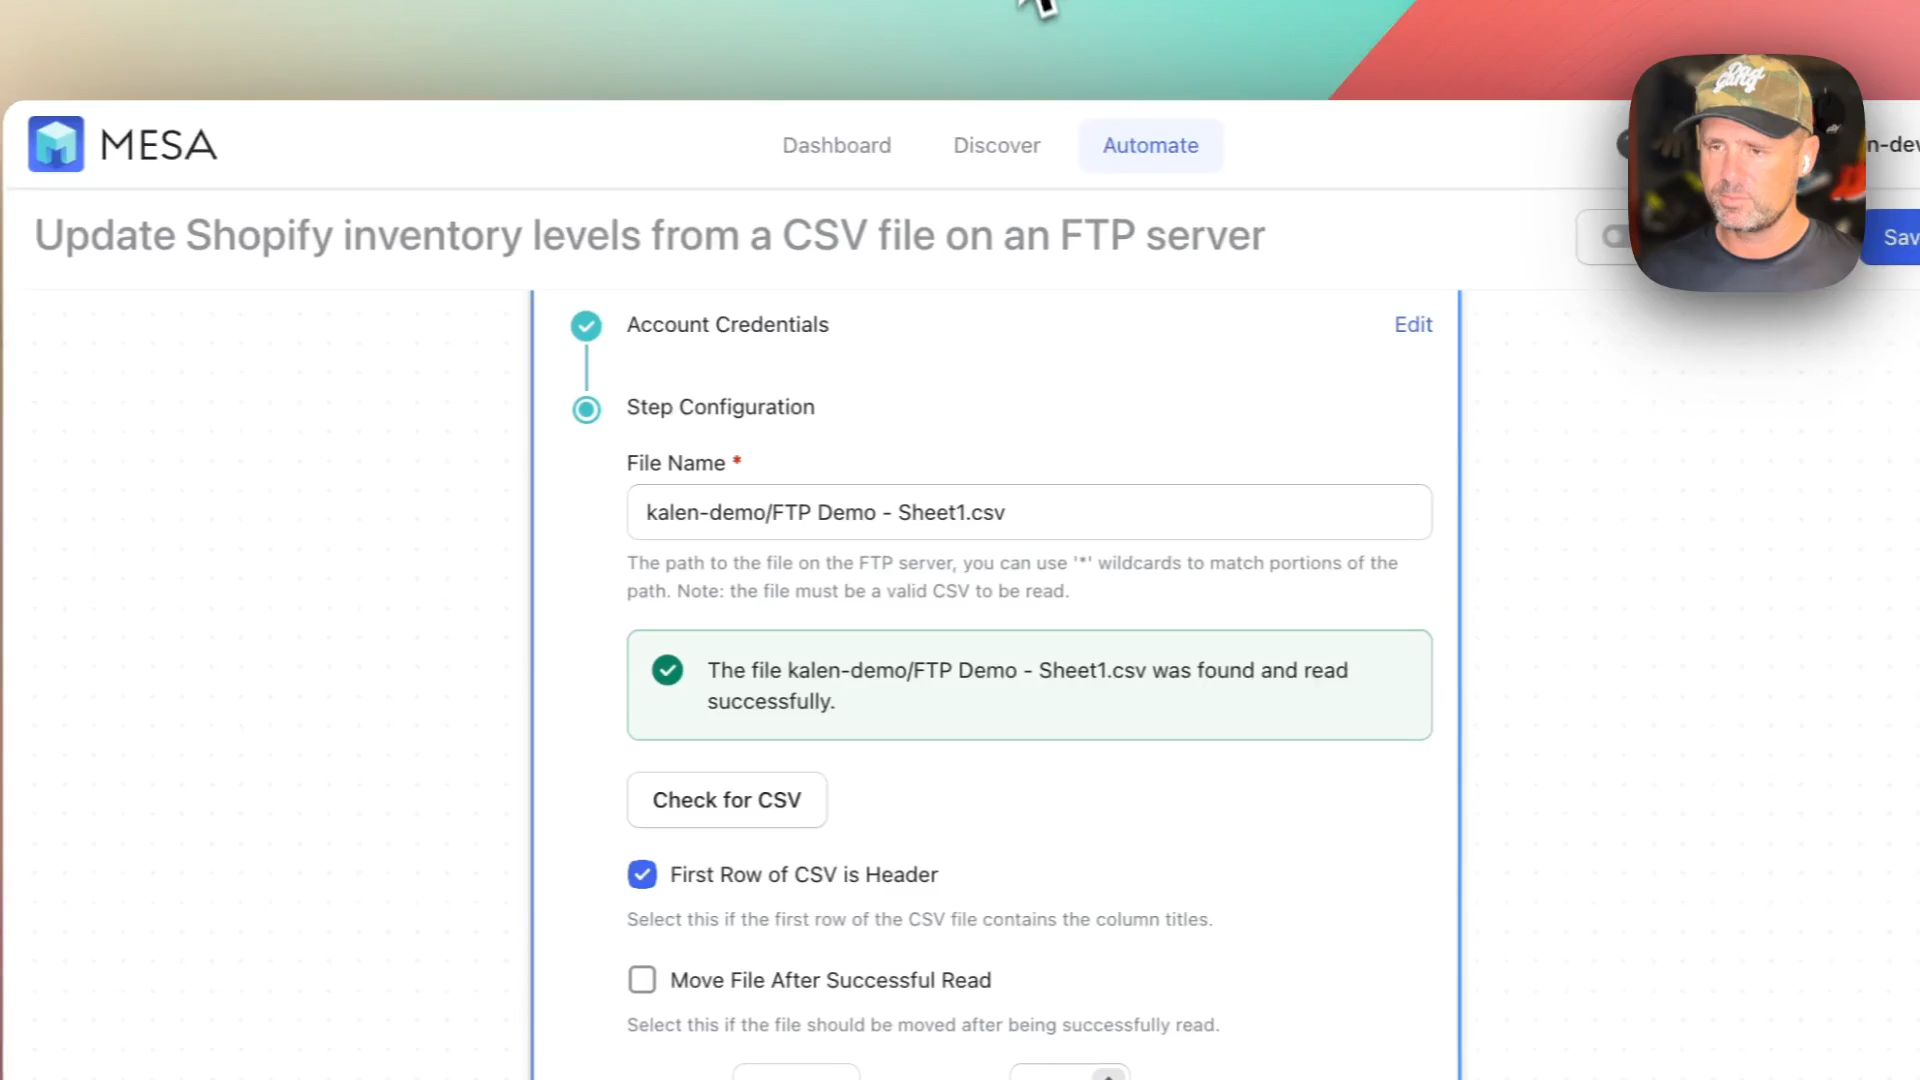 MESA
Dashboard
Discover
Automate
n-dev
Update Shopify inventory levels from a CSV file on an FTP server
Sav
Account Credentials
Edit
Step Configuration
File Name *
kalen-demo/FTP Demo - Sheet1.csv
The path to the file on the FTP server, you can use '*' wildcards to match portions of the
path. Note: the file must be a valid CSV to be read.
The file kalen-demo/FTP Demo - Sheet1.csv was found and read
successfully.
Check for CSV
First Row of CSV is Header
Select this if the first row of the CSV file contains the column titles.
Move File After Successful Read
Select this if the file should be moved after being successfully read.